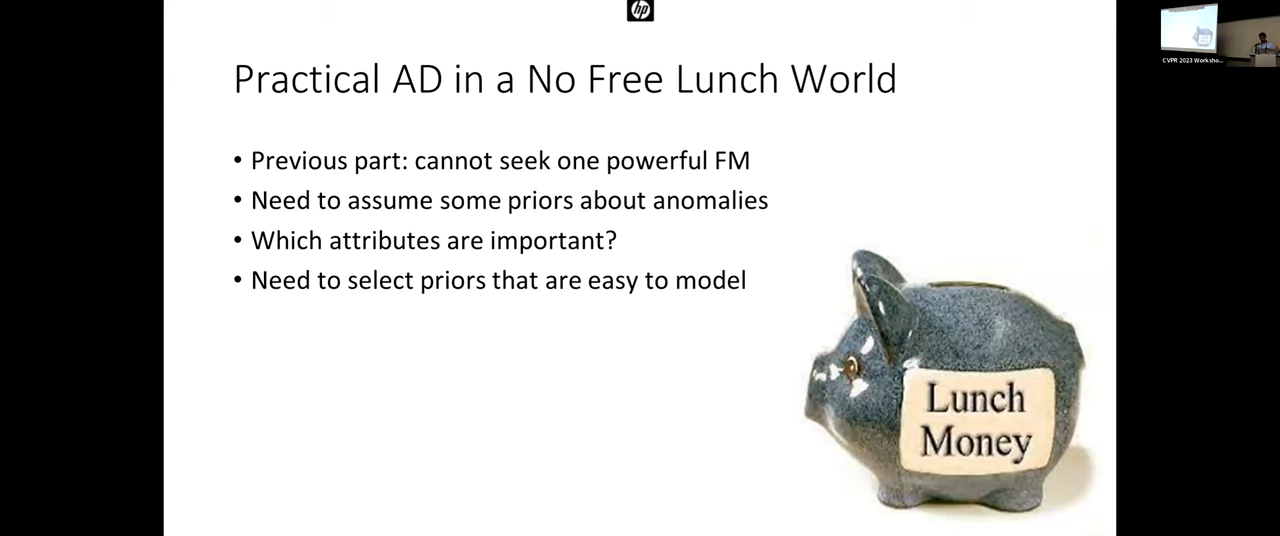 hp
Practical AD in a No Free Lunch World
• Previous part: cannot seek one powerful FM
• Need to assume some priors about anomalies
• Which attributes are important?
• Need to select priors that are easy to model
Lunch
Money
CVPR 2023 Worksho...